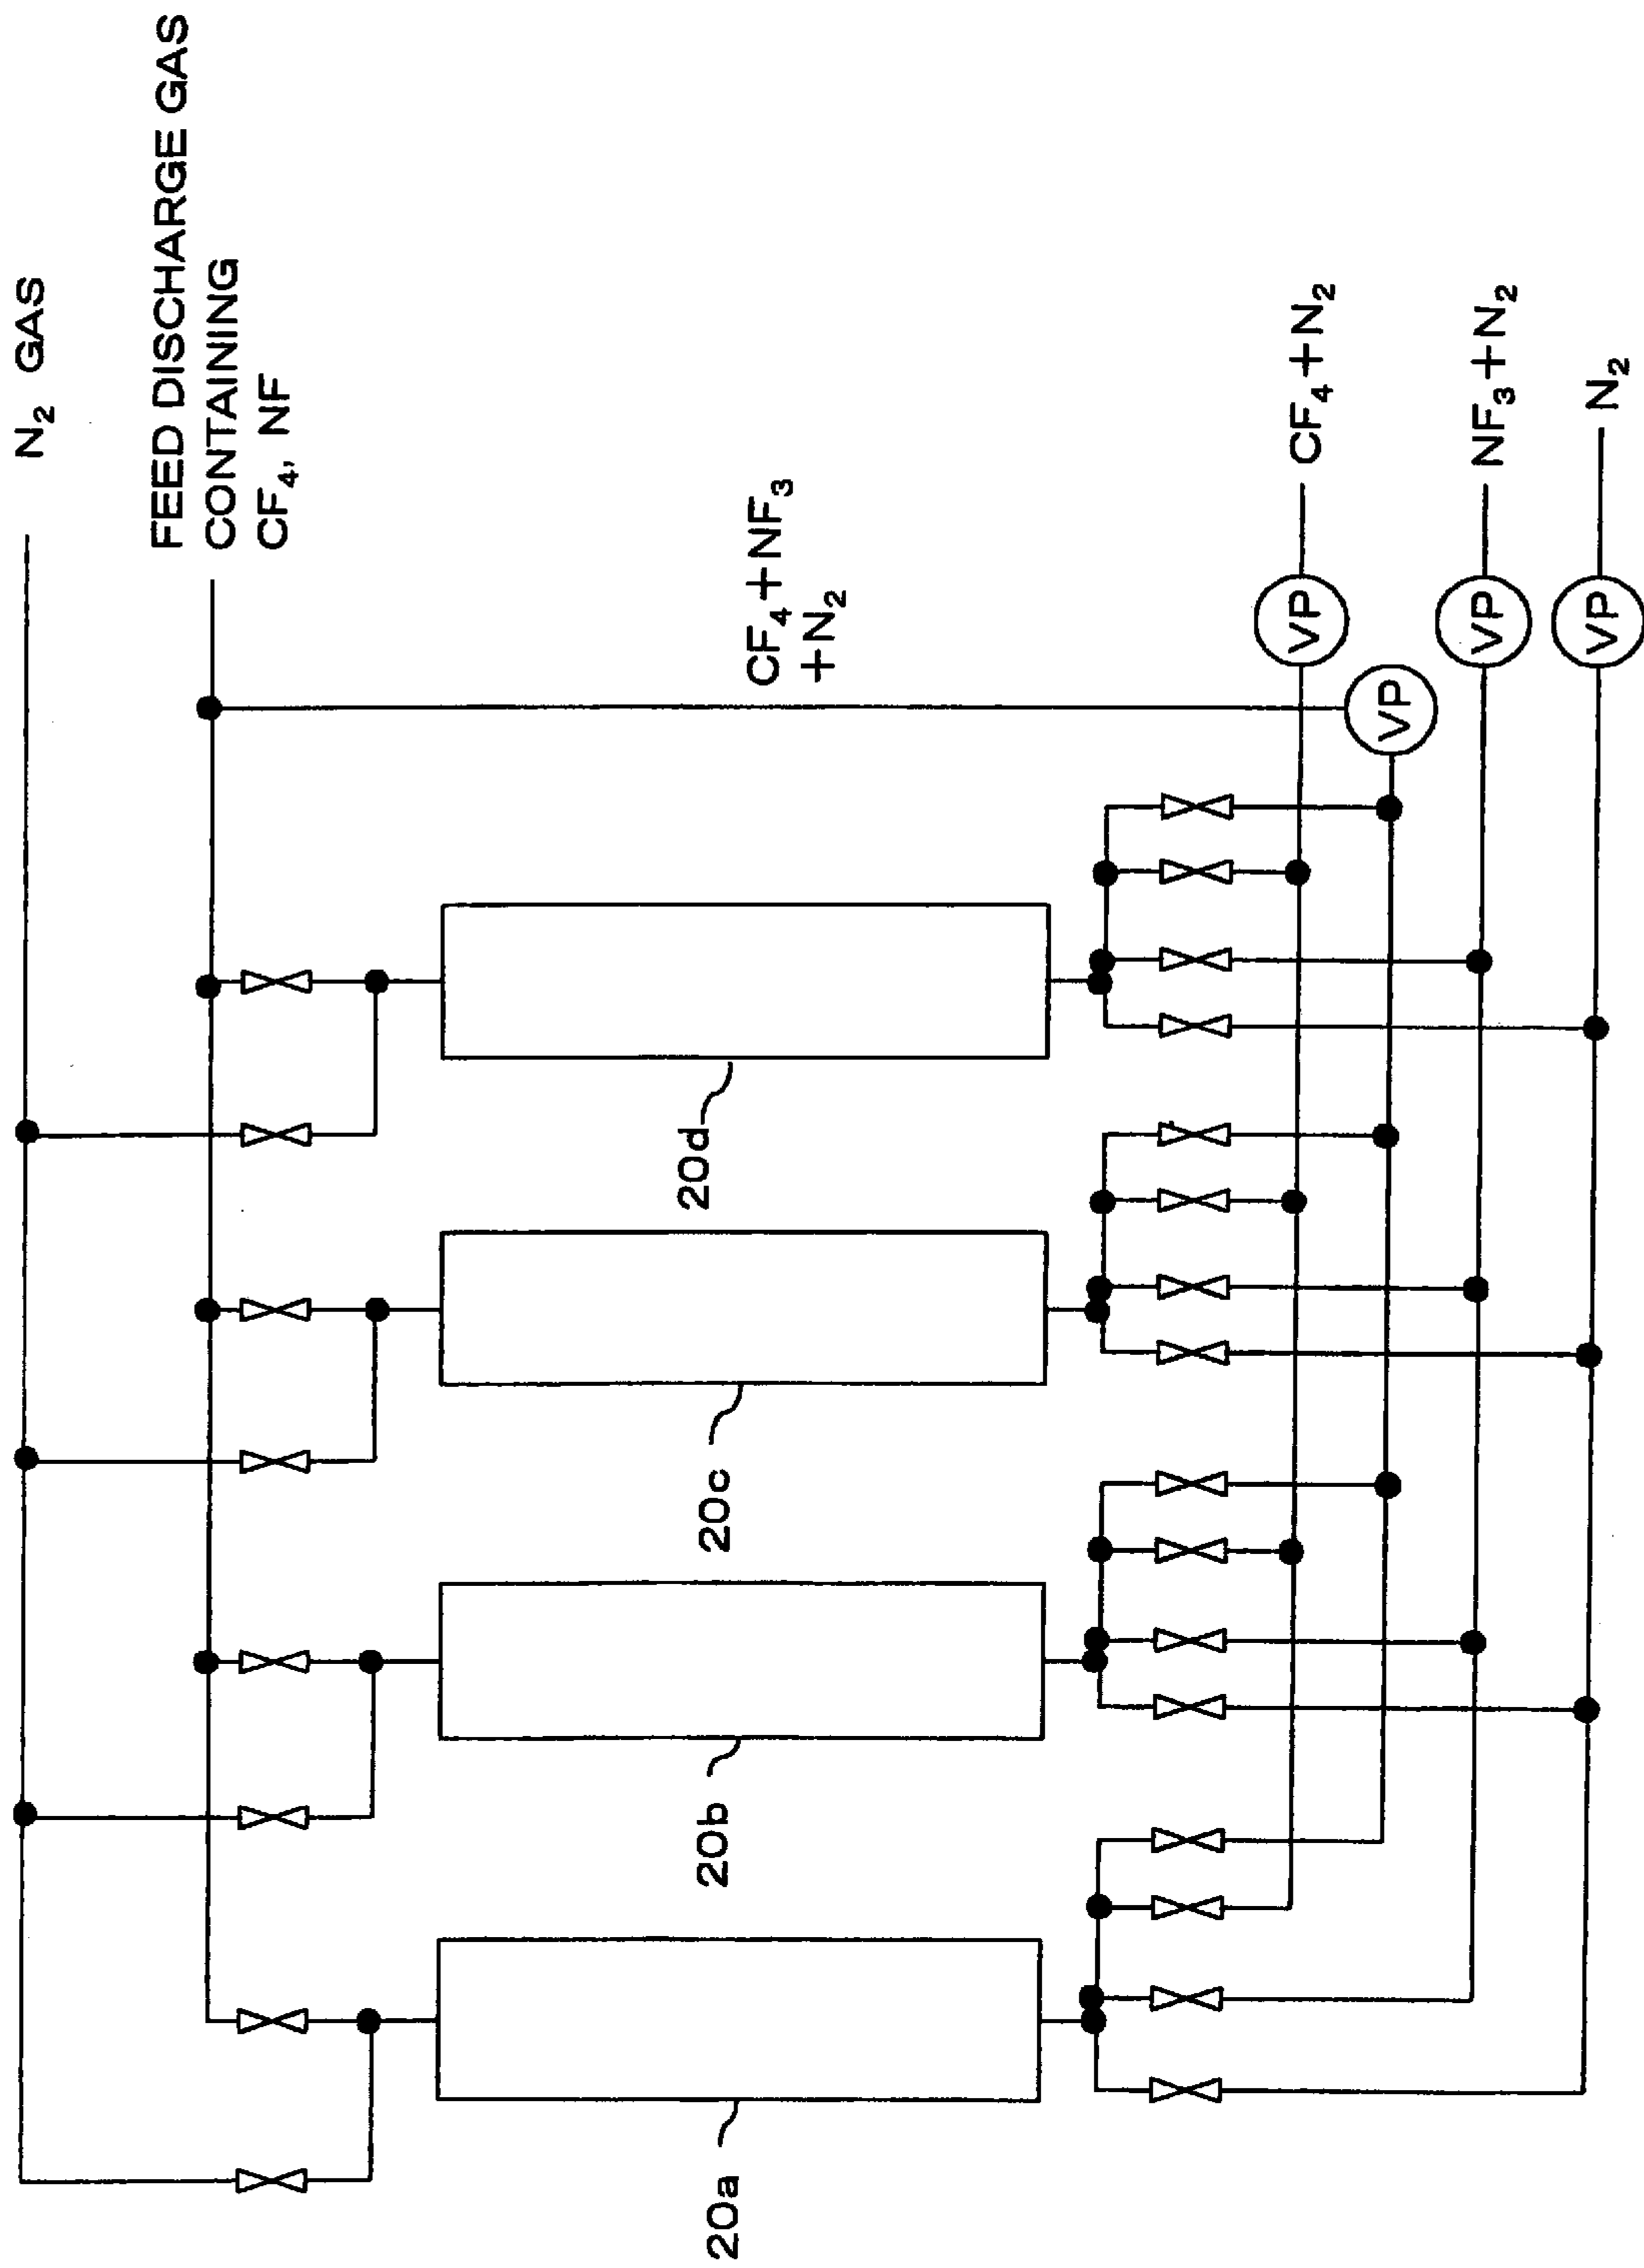 N₂ GAS
FEED DISCHARGE GAS
CONTAINING
CF₄, NF
CF₄+NF₃
+N₂
20a
20b
20c
20d
VP
CF₄+N₂
VP
VP
NF₃+N₂
VP
N₂